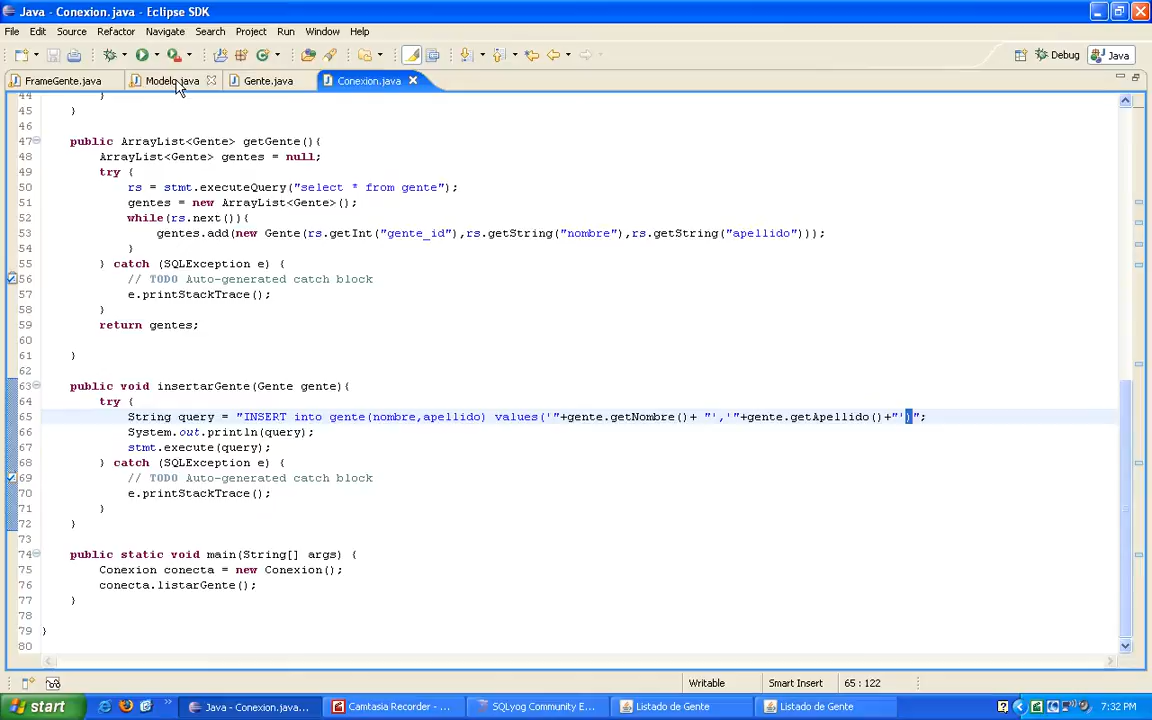 Java - Conexion.java - Eclipse SDK
File Edit Source Refactor Navigate Search Project Run Window Help
Debug Java
FrameGente.java Modelo.java Gente.java Conexion.java
44 }
45 }
46
47 public ArrayList<Gente> getGente(){
48 ArrayList<Gente> gentes = null;
49 try {
50 rs = stmt.executeQuery("select * from gente");
51 gentes = new ArrayList<Gente>();
52 while(rs.next()){
53 gentes.add(new Gente(rs.getInt("gente_id"),rs.getString("nombre"),rs.getString("apellido")));
54 }
55 } catch (SQLException e) {
56 // TODO Auto-generated catch block
57 e.printStackTrace();
58 }
59 return gentes;
60
61 }
62
63 public void insertarGente(Gente gente){
64 try {
65 String query = "INSERT into gente(nombre,apellido) values('"+gente.getNombre()+ "','"+gente.getApellido()+"')";
66 System.out.println(query);
67 stmt.execute(query);
68 } catch (SQLException e) {
69 // TODO Auto-generated catch block
70 e.printStackTrace();
71 }
72 }
73
74 public static void main(String[] args) {
75 Conexion conecta = new Conexion();
76 conecta.listarGente();
77 }
78
79 }
80
Writable Smart Insert 65 : 122
start Java - Conexion.java... Camtasia Recorder - ... SQLyog Community E... Listado de Gente Listado de Gente 7:32 PM